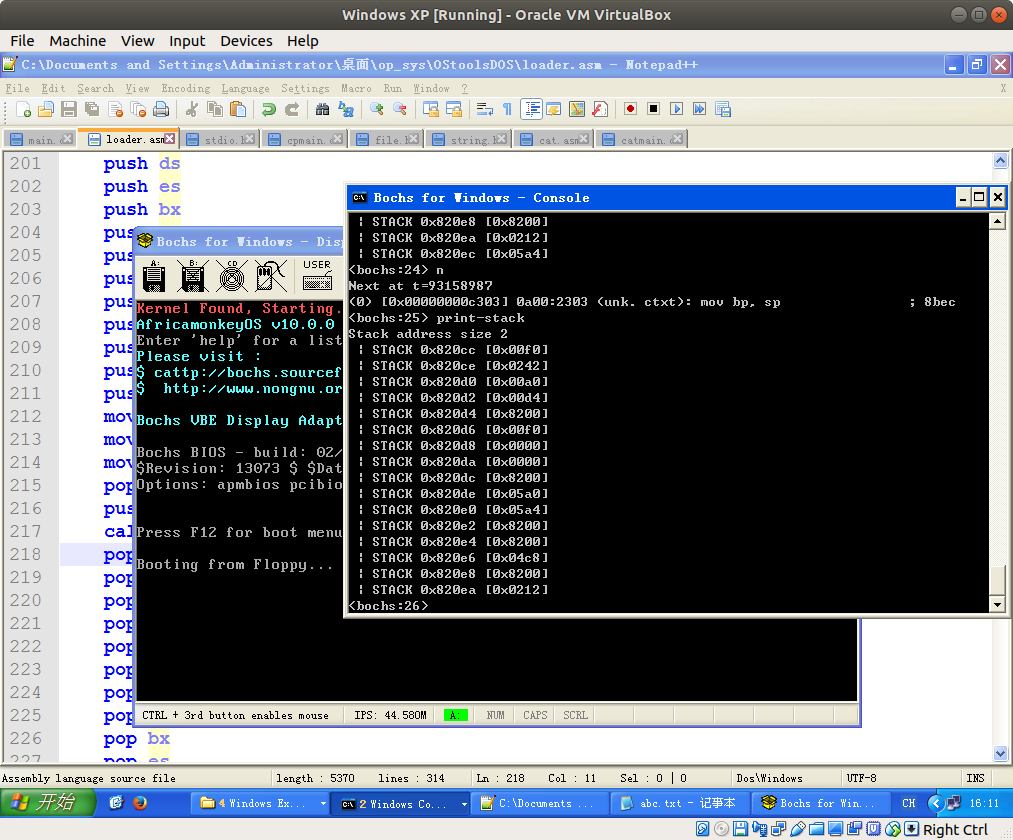 Windows XP [Running] - Oracle VM VirtualBox
File Machine View Input Devices Help
C:\Documents and Settings\Administrator\桌面\op_sys\OStoolsDOS\loader.asm - Notepad++
File Edit Search View Encoding Language Settings Macro Run Window ? X
main. loader.asm stdio.h cpmain. file.h string.h cat.asm catmain.
201 push ds
202 push es
203 push bx
204 pus
205 pus
206 pus
207 pus
208 pus
209 pus
210 pus
211 pus
212 mov
213 mov
214 mov
215 pop
216 pus
217 cal
218 pop
219 pop
220 pop
221 pop
222 pop
223 pop
224 pop
225 pop
226 pop bx
227 pop es
Bochs for Windows - Disp
A: B: CD USER
Kernel Found, Starting.
AfricamonkeyOS v10.0.0
Enter 'help' for a list
Please visit :
$ cattp://bochs.sourcef
$  http://www.nongnu.or
Bochs VBE Display Adapt
Bochs BIOS - build: 02/
$Revision: 13073 $ $Dat
Options: apmbios pcibio
Press F12 for boot menu
Booting from Floppy...
CTRL + 3rd button enables mouse IPS: 44.580M A: NUM CAPS SCRL
Bochs for Windows - Console
¦ STACK 0x820e8 [0x8200]
¦ STACK 0x820ea [0x0212]
¦ STACK 0x820ec [0x05a4]
<bochs:24> n
Next at t=93158987
(0) [0x00000000c303] 0a00:2303 (unk. ctxt): mov bp, sp ; 8bec
<bochs:25> print-stack
Stack address size 2
¦ STACK 0x820cc [0x00f0]
¦ STACK 0x820ce [0x0242]
¦ STACK 0x820d0 [0x00a0]
¦ STACK 0x820d2 [0x00d4]
¦ STACK 0x820d4 [0x8200]
¦ STACK 0x820d6 [0x00f0]
¦ STACK 0x820d8 [0x0000]
¦ STACK 0x820da [0x0000]
¦ STACK 0x820dc [0x8200]
¦ STACK 0x820de [0x05a0]
¦ STACK 0x820e0 [0x05a4]
¦ STACK 0x820e2 [0x8200]
¦ STACK 0x820e4 [0x8200]
¦ STACK 0x820e6 [0x04c8]
¦ STACK 0x820e8 [0x8200]
¦ STACK 0x820ea [0x0212]
<bochs:26>
Assembly language source file length : 5370 lines : 314 Ln : 218 Col : 11 Sel : 0 | 0 Dos\Windows UTF-8 INS
开始 4 Windows Ex... 2 Windows Co... C:\Documents ... abc.txt - 记事本 Bochs for Win... CH 16:11
Right Ctrl